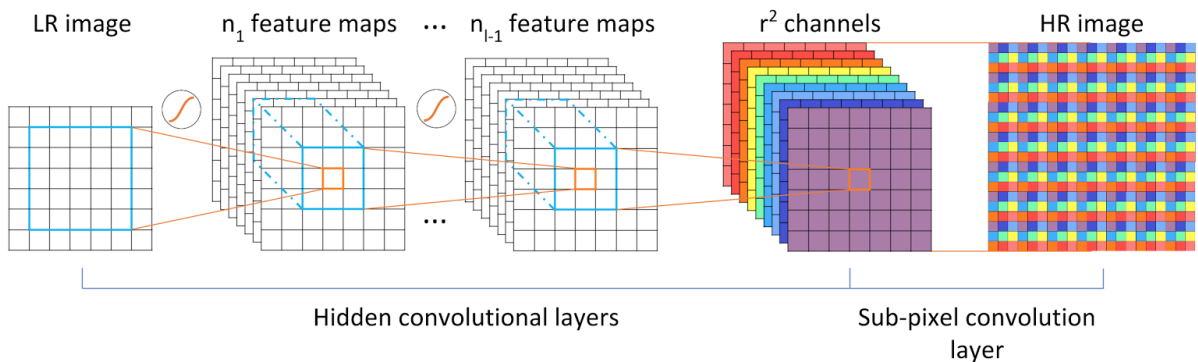 LR image
n₁ feature maps
...
nₗ₋₁ feature maps
r² channels
HR image
...
Hidden convolutional layers
Sub-pixel convolution
layer